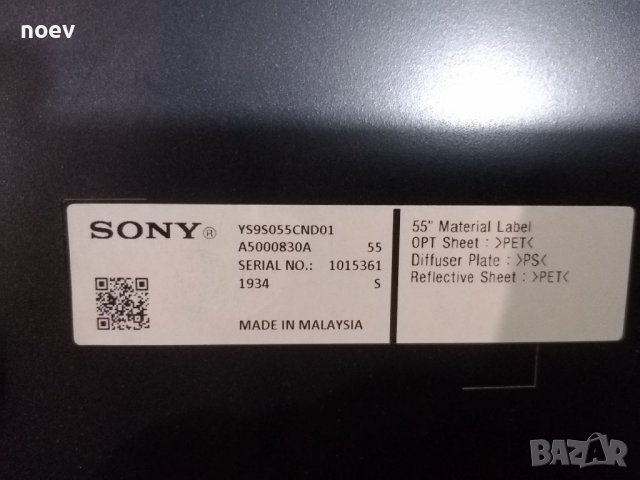 noev
SONY®
YS9S055CND01
A5000830A 55
SERIAL NO.: 1015361
1934 S
MADE IN MALAYSIA
55" Material Label
OPT Sheet : >PET<
Diffuser Plate : >PS<
Reflective Sheet : >PET<
BAZAR